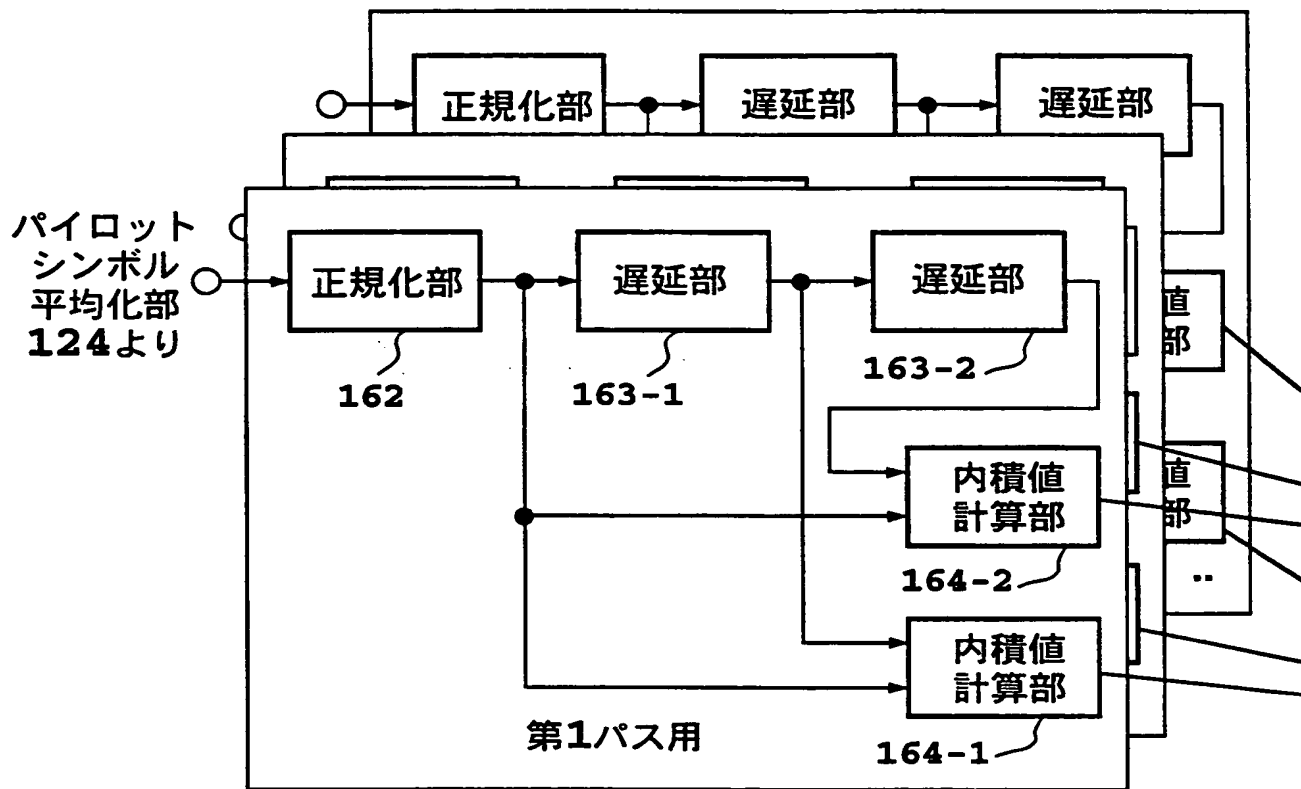 正規化部
遅延部
遅延部
パイロット
シンボル
平均化部
124より
正規化部
遅延部
遅延部
162
163-1
163-2
値
部
内積値
計算部
164-2
値
部
内積値
計算部
164-1
第1パス用